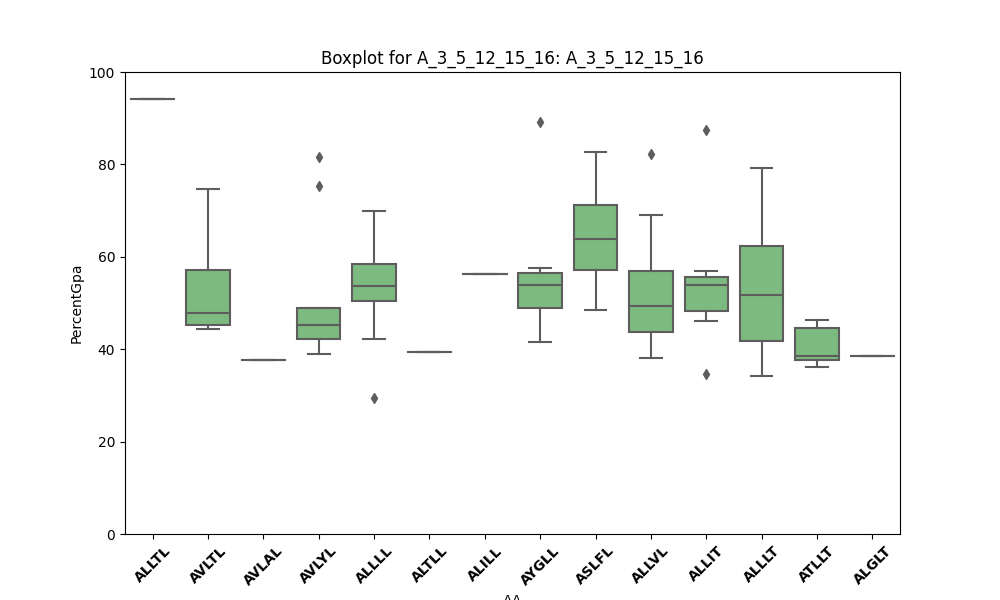 Boxplot for A_3_5_12_15_16: A_3_5_12_15_16
100
80
60
40
20
0
PercentGpa
ALLTL
AVLTL
AVLAL
AVLYL
ALLLL
ALTLL
ALILL
AYGLL
ASLFL
ALLVL
ALLIT
ALLLT
ATLLT
ALGLT
AA